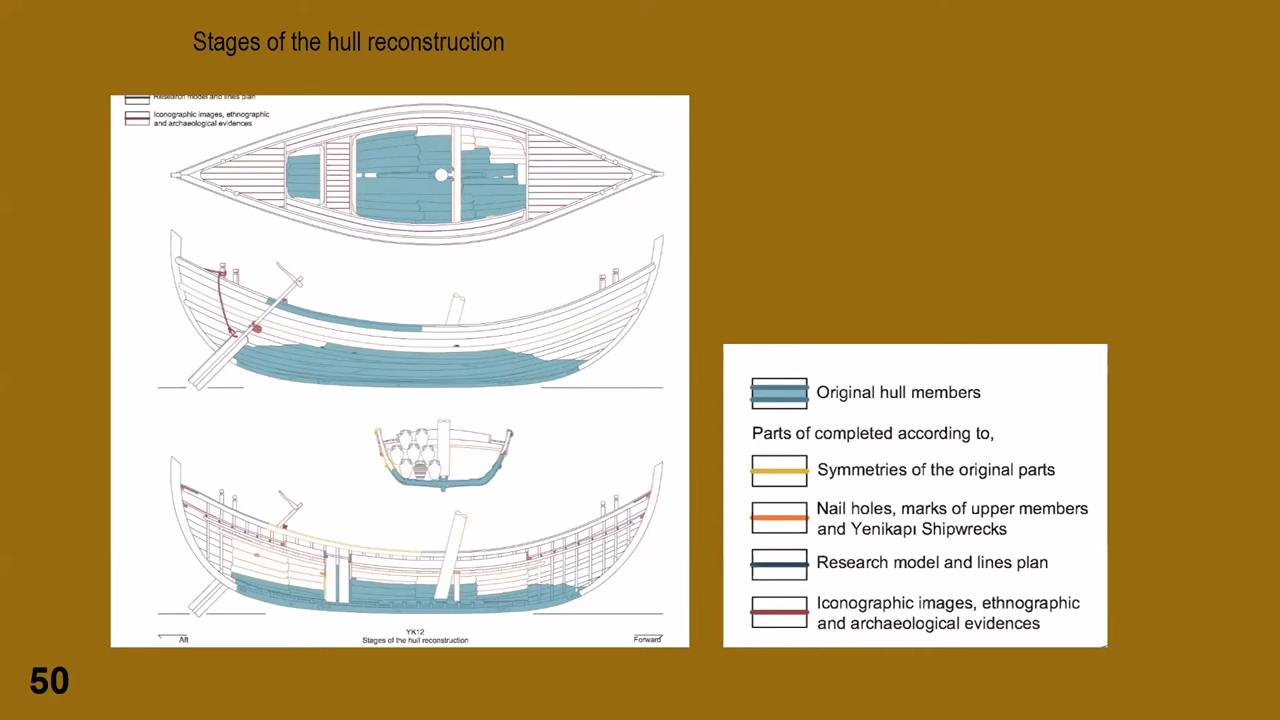 Stages of the hull reconstruction
Research model and lines plan
Iconographic images, ethnographic
and archaeological evidences
Original hull members
Parts of completed according to,
Symmetries of the original parts
Nail holes, marks of upper members
and Yenikapı Shipwrecks
Research model and lines plan
Iconographic images, ethnographic
and archaeological evidences
YK12
Aft
Stages of the hull reconstruction
Forward
50